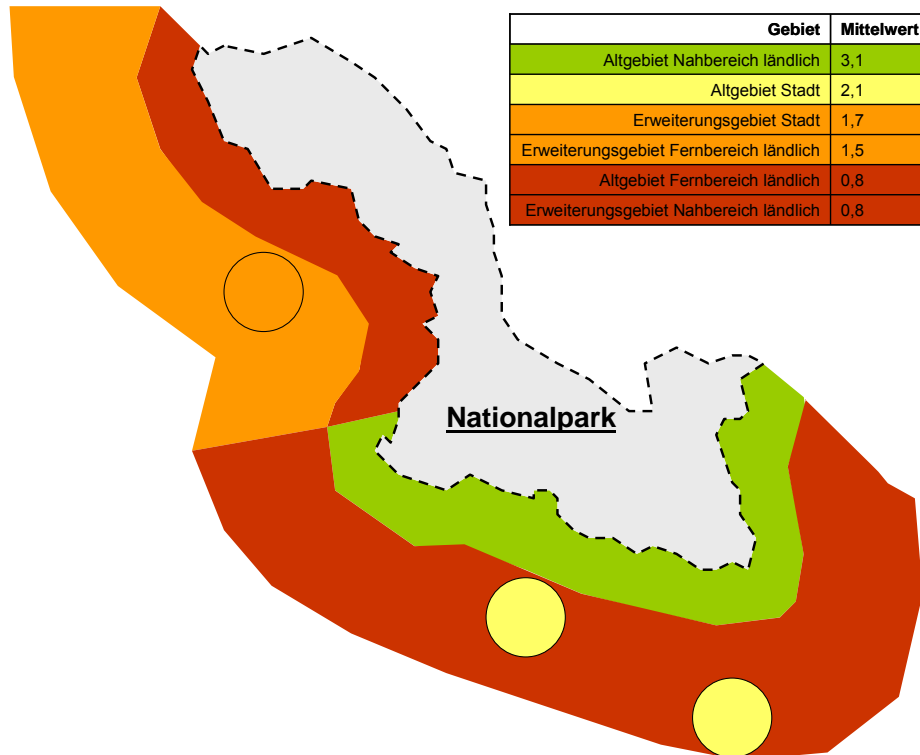 Gebiet Mittelwert
Altgebiet Nahbereich ländlich 3,1
Altgebiet Stadt 2,1
Erweiterungsgebiet Stadt 1,7
Erweiterungsgebiet Fernbereich ländlich 1,5
Altgebiet Fernbereich ländlich 0,8
Erweiterungsgebiet Nahbereich ländlich 0,8
Nationalpark